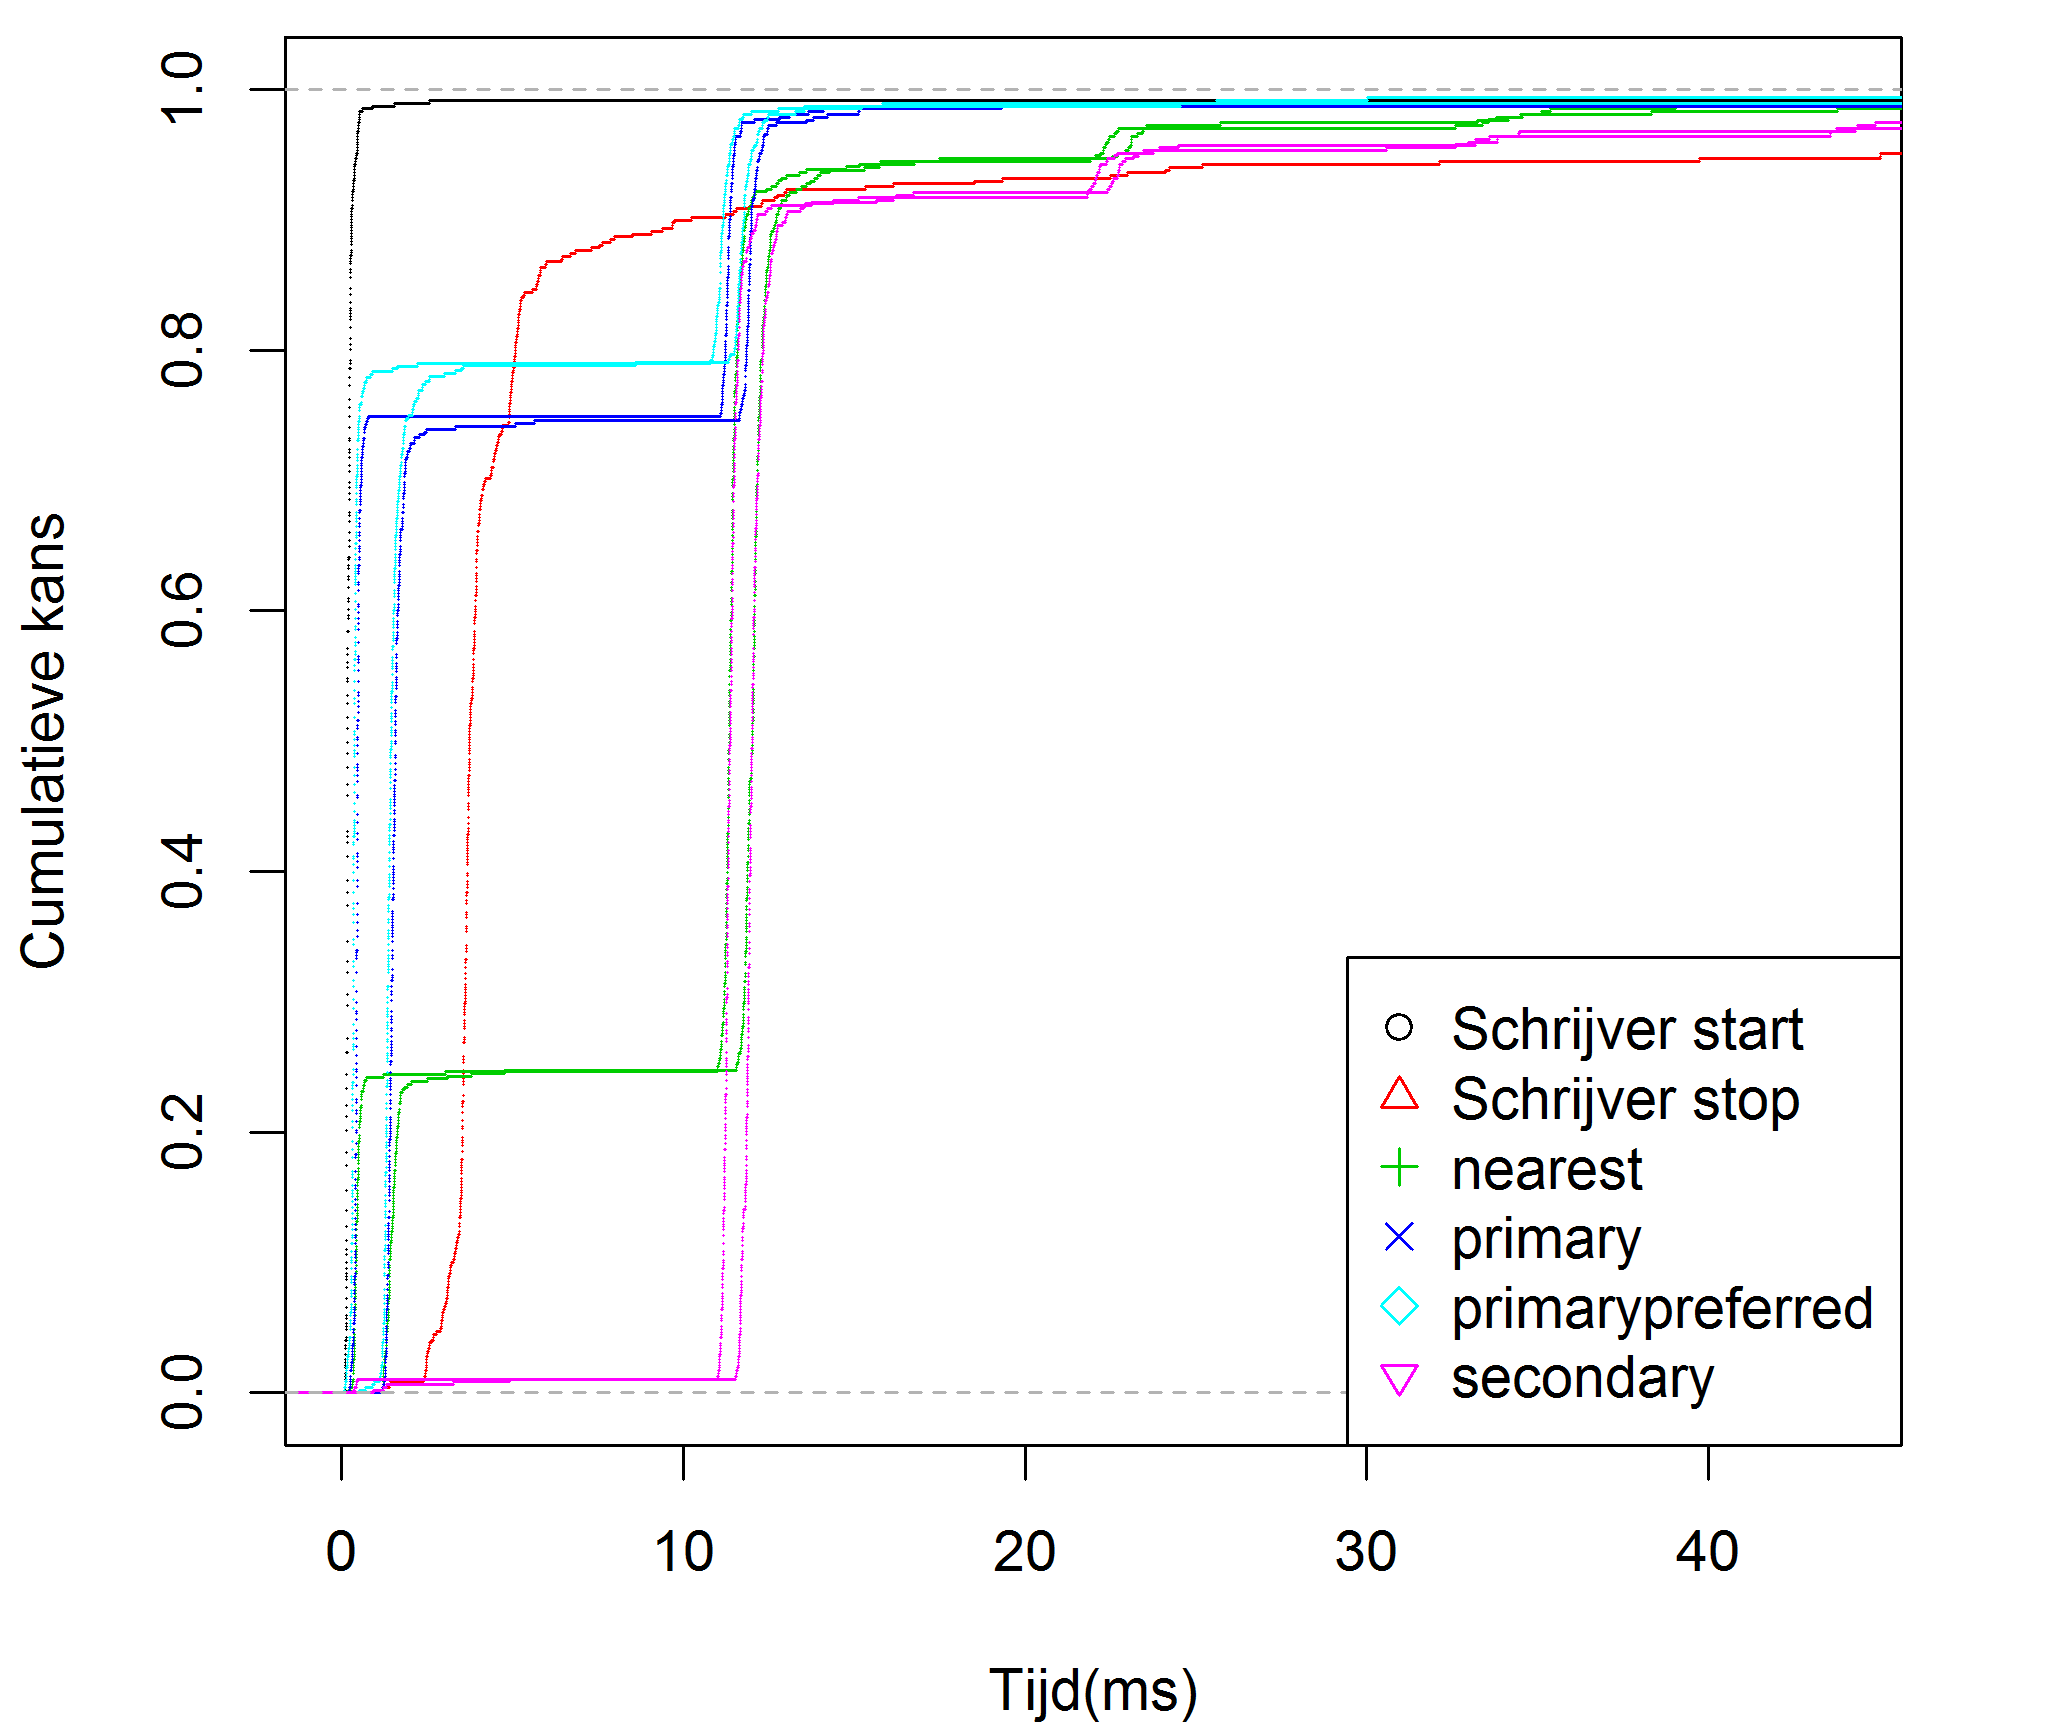 Cumulatieve kans
1.0
0.8
0.6
0.4
0.2
0.0
Schrijver start
Schrijver stop
nearest
primary
primarypreferred
secondary
0 10 20 30 40
Tijd(ms)